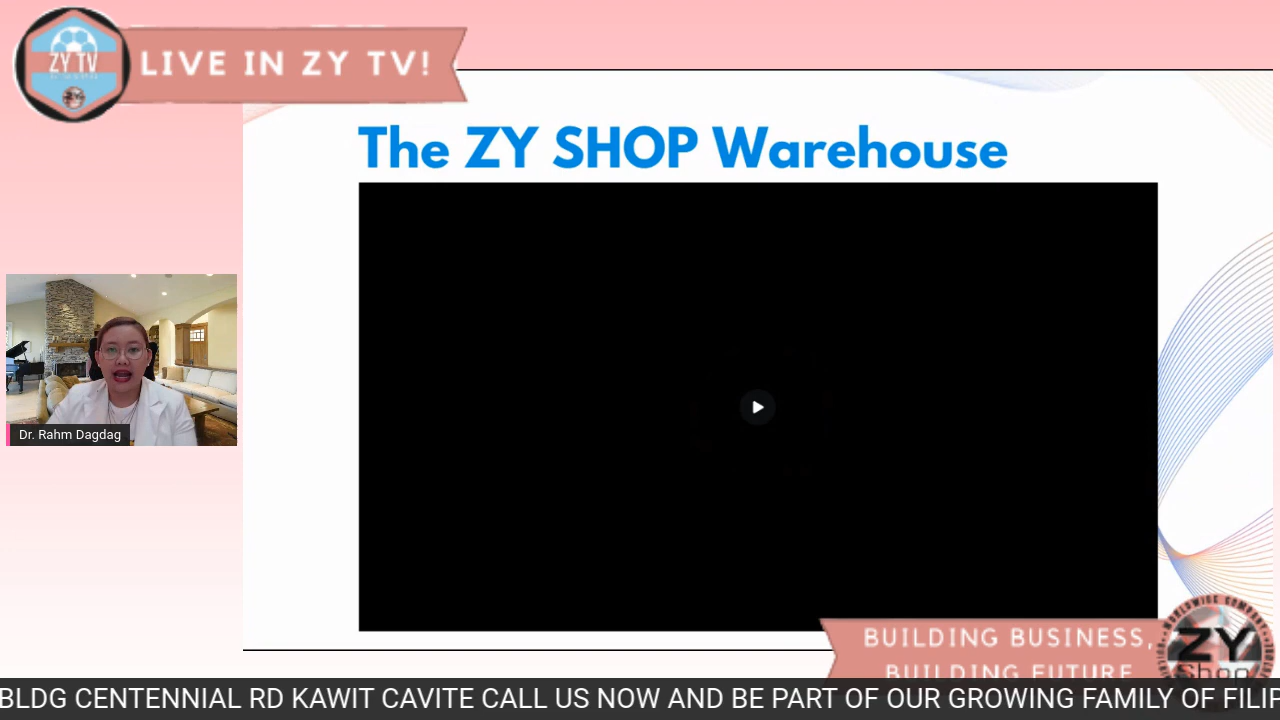 ZY TV
LIVE IN ZY TV!
The ZY SHOP Warehouse
Dr. Rahm Dagdag
BUILDING BUSINESS,
BUILDING FUTURE
ZY
Shop
BLDG CENTENNIAL RD KAWIT CAVITE CALL US NOW AND BE PART OF OUR GROWING FAMILY OF